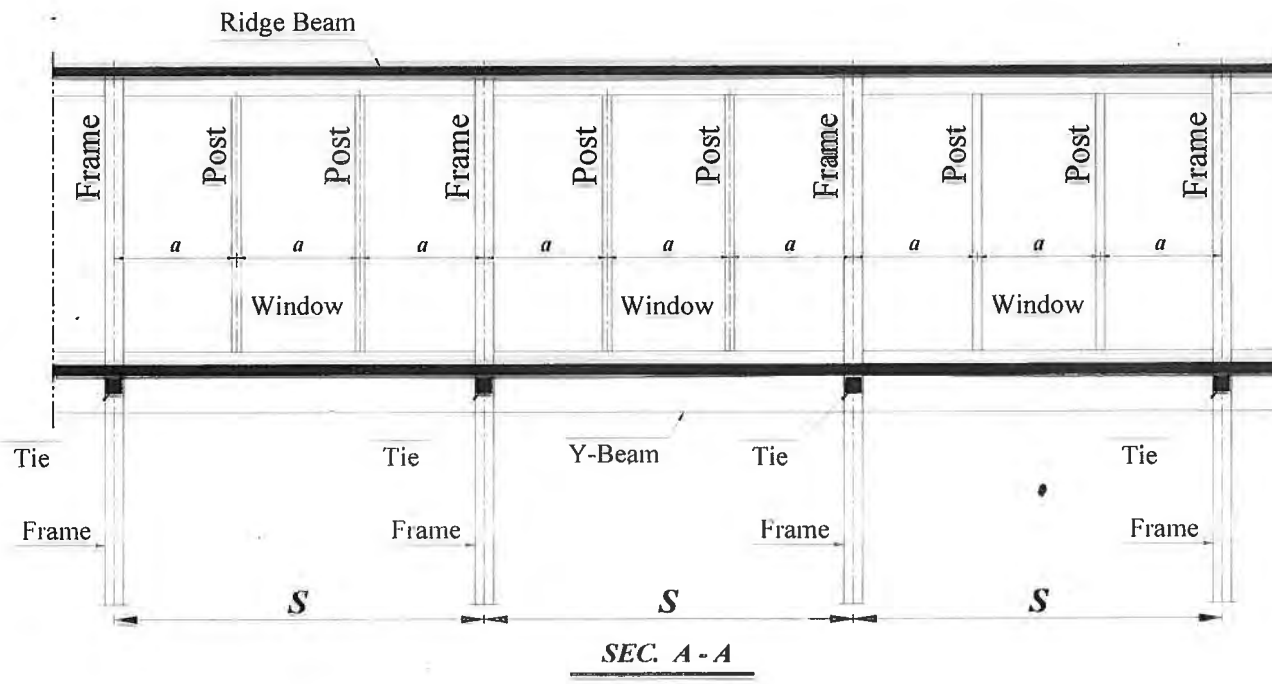 Ridge Beam
Frame
Post
Post
Frame
Post
Post
Frame
Post
Post
Frame
a
a
a
a
a
a
a
a
a
Window
Window
Window
Tie
Tie
Y-Beam
Tie
Tie
Frame
Frame
Frame
Frame
S
S
S
SEC. A - A